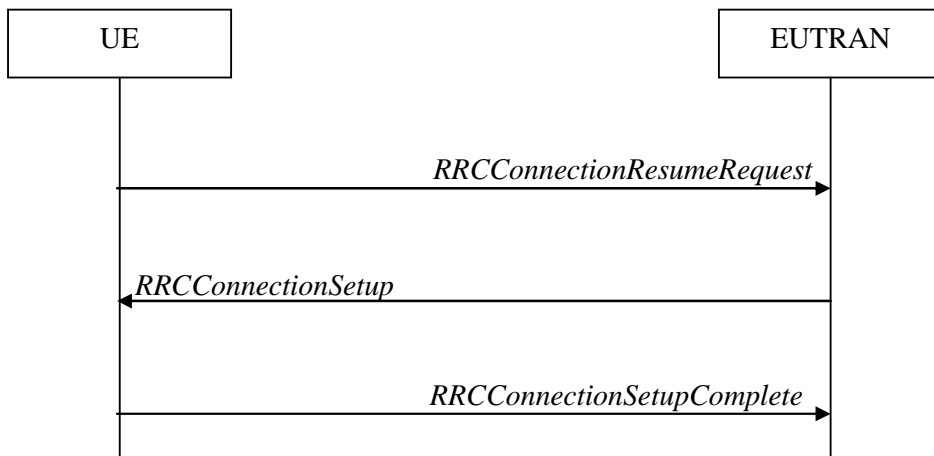 UE
EUTRAN
RRCConnectionResumeRequest
RRCConnectionSetup
RRCConnectionSetupComplete